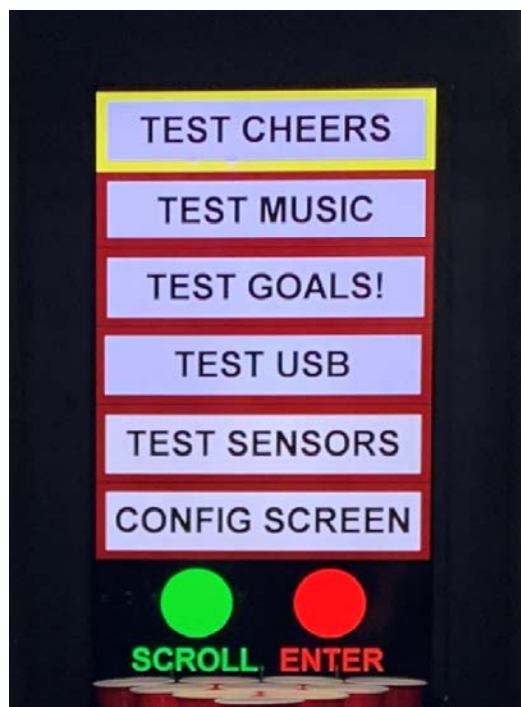 TEST CHEERS
TEST MUSIC
TEST GOALS!
TEST USB
TEST SENSORS
CONFIG SCREEN
SCROLL ENTER